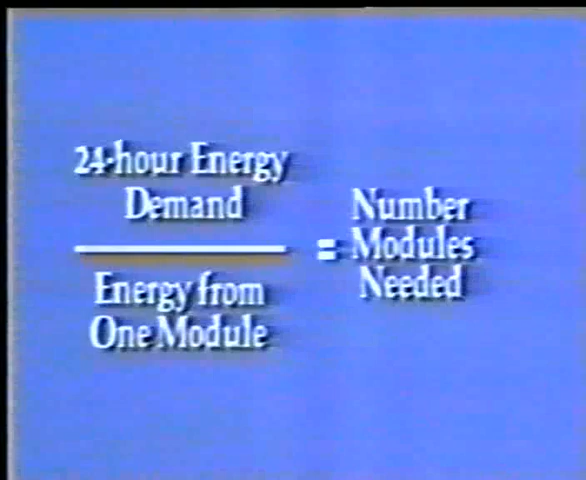 24-hour Energy
Demand
Energy from
One Module
=
Number
Modules
Needed